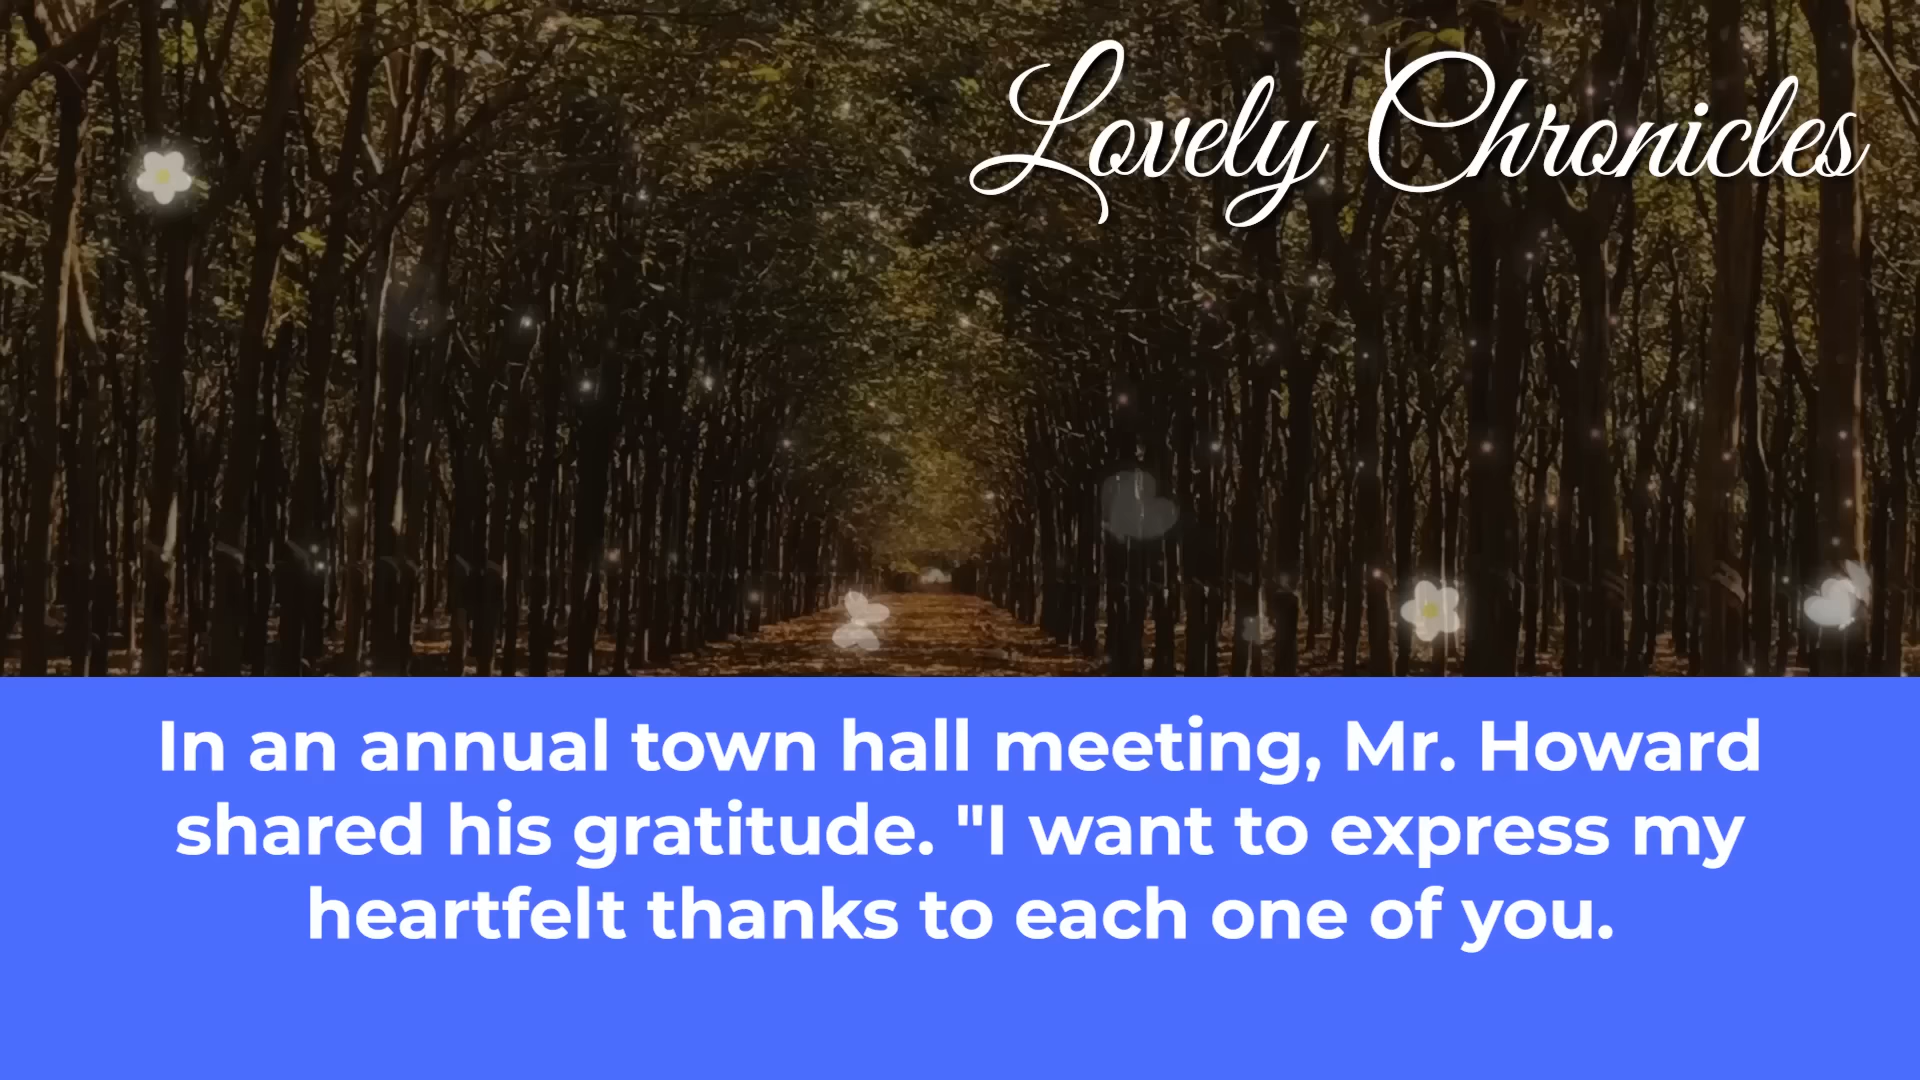 Lovely Chronicles
In an annual town hall meeting, Mr. Howard
shared his gratitude. "I want to express my
heartfelt thanks to each one of you.